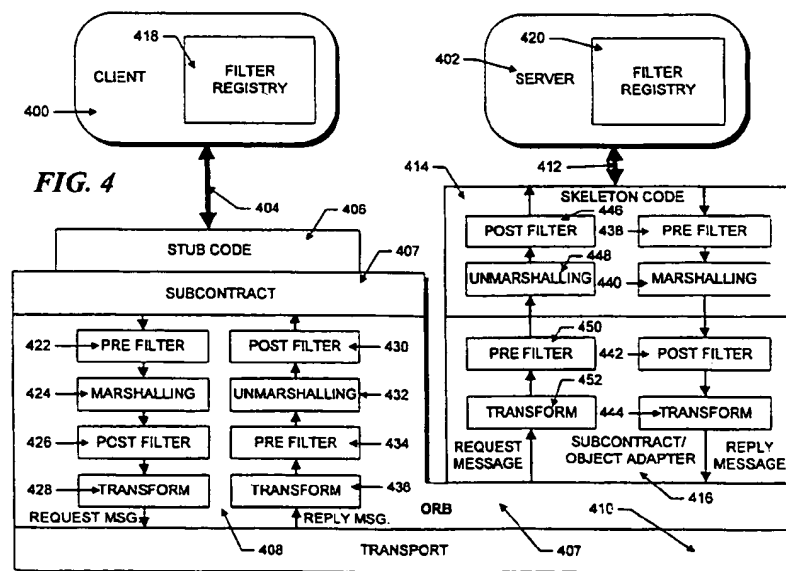 418
CLIENT
FILTER
REGISTRY
400
420
402
SERVER
FILTER
REGISTRY
FIG. 4
404
412
414
406
STUB CODE
407
SUBCONTRACT
SKELETON CODE
446
POST FILTER
438
PRE FILTER
448
UNMARSHALLING
440
MARSHALLING
422
PRE FILTER
POST FILTER
430
450
PRE FILTER
442
POST FILTER
424
MARSHALLING
UNMARSHALLING
432
452
TRANSFORM
444
TRANSFORM
426
POST FILTER
PRE FILTER
434
REQUEST
MESSAGE
SUBCONTRACT/
OBJECT ADAPTER
REPLY
MESSAGE
428
TRANSFORM
TRANSFORM
436
416
REQUEST MSG.
REPLY MSG.
408
ORB
407
410
TRANSPORT